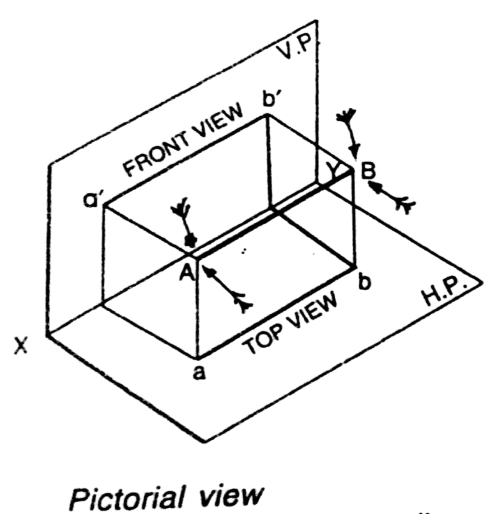 V.P
b'
FRONT VIEW
Y
B
a'
A
b
H.P.
TOP VIEW
X
a
Pictorial view